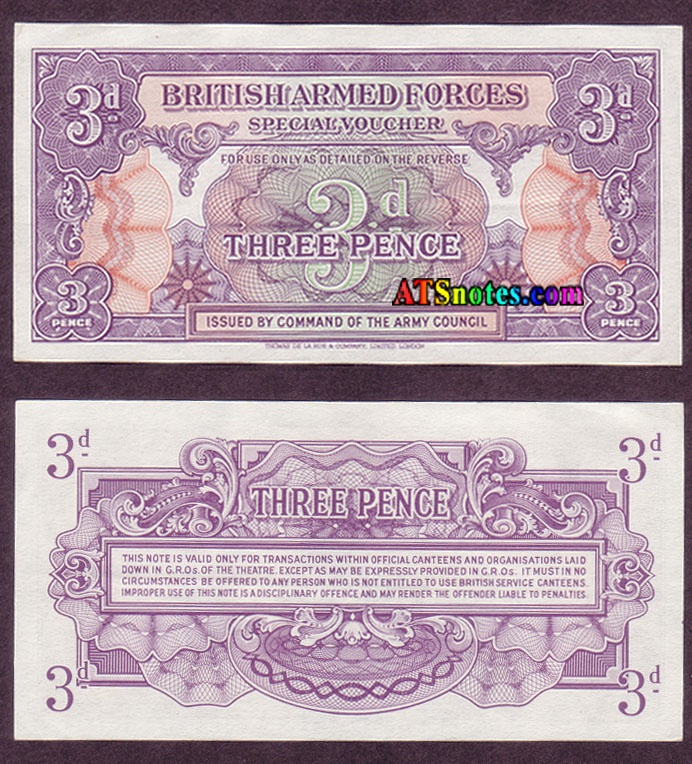 3d 3d
BRITISH ARMED FORCES
SPECIAL VOUCHER
FOR USE ONLY AS DETAILED ON THE REVERSE
3d
THREE PENCE
ATSnotes.com
3 3
PENCE PENCE
ISSUED BY COMMAND OF THE ARMY COUNCIL
THOMAS DE LA RUE & COMPANY, LIMITED, LONDON
3d 3d
THREE PENCE
THIS NOTE IS VALID ONLY FOR TRANSACTIONS WITHIN OFFICIAL CANTEENS AND ORGANISATIONS LAID
DOWN IN G.R.Os. OF THE THEATRE. EXCEPT AS MAY BE EXPRESSLY PROVIDED IN G.R.Os. IT MUST IN NO
CIRCUMSTANCES BE OFFERED TO ANY PERSON WHO IS NOT ENTITLED TO USE BRITISH SERVICE CANTEENS.
IMPROPER USE OF THIS NOTE IS A DISCIPLINARY OFFENCE AND MAY RENDER THE OFFENDER LIABLE TO PENALTIES.
3d 3d